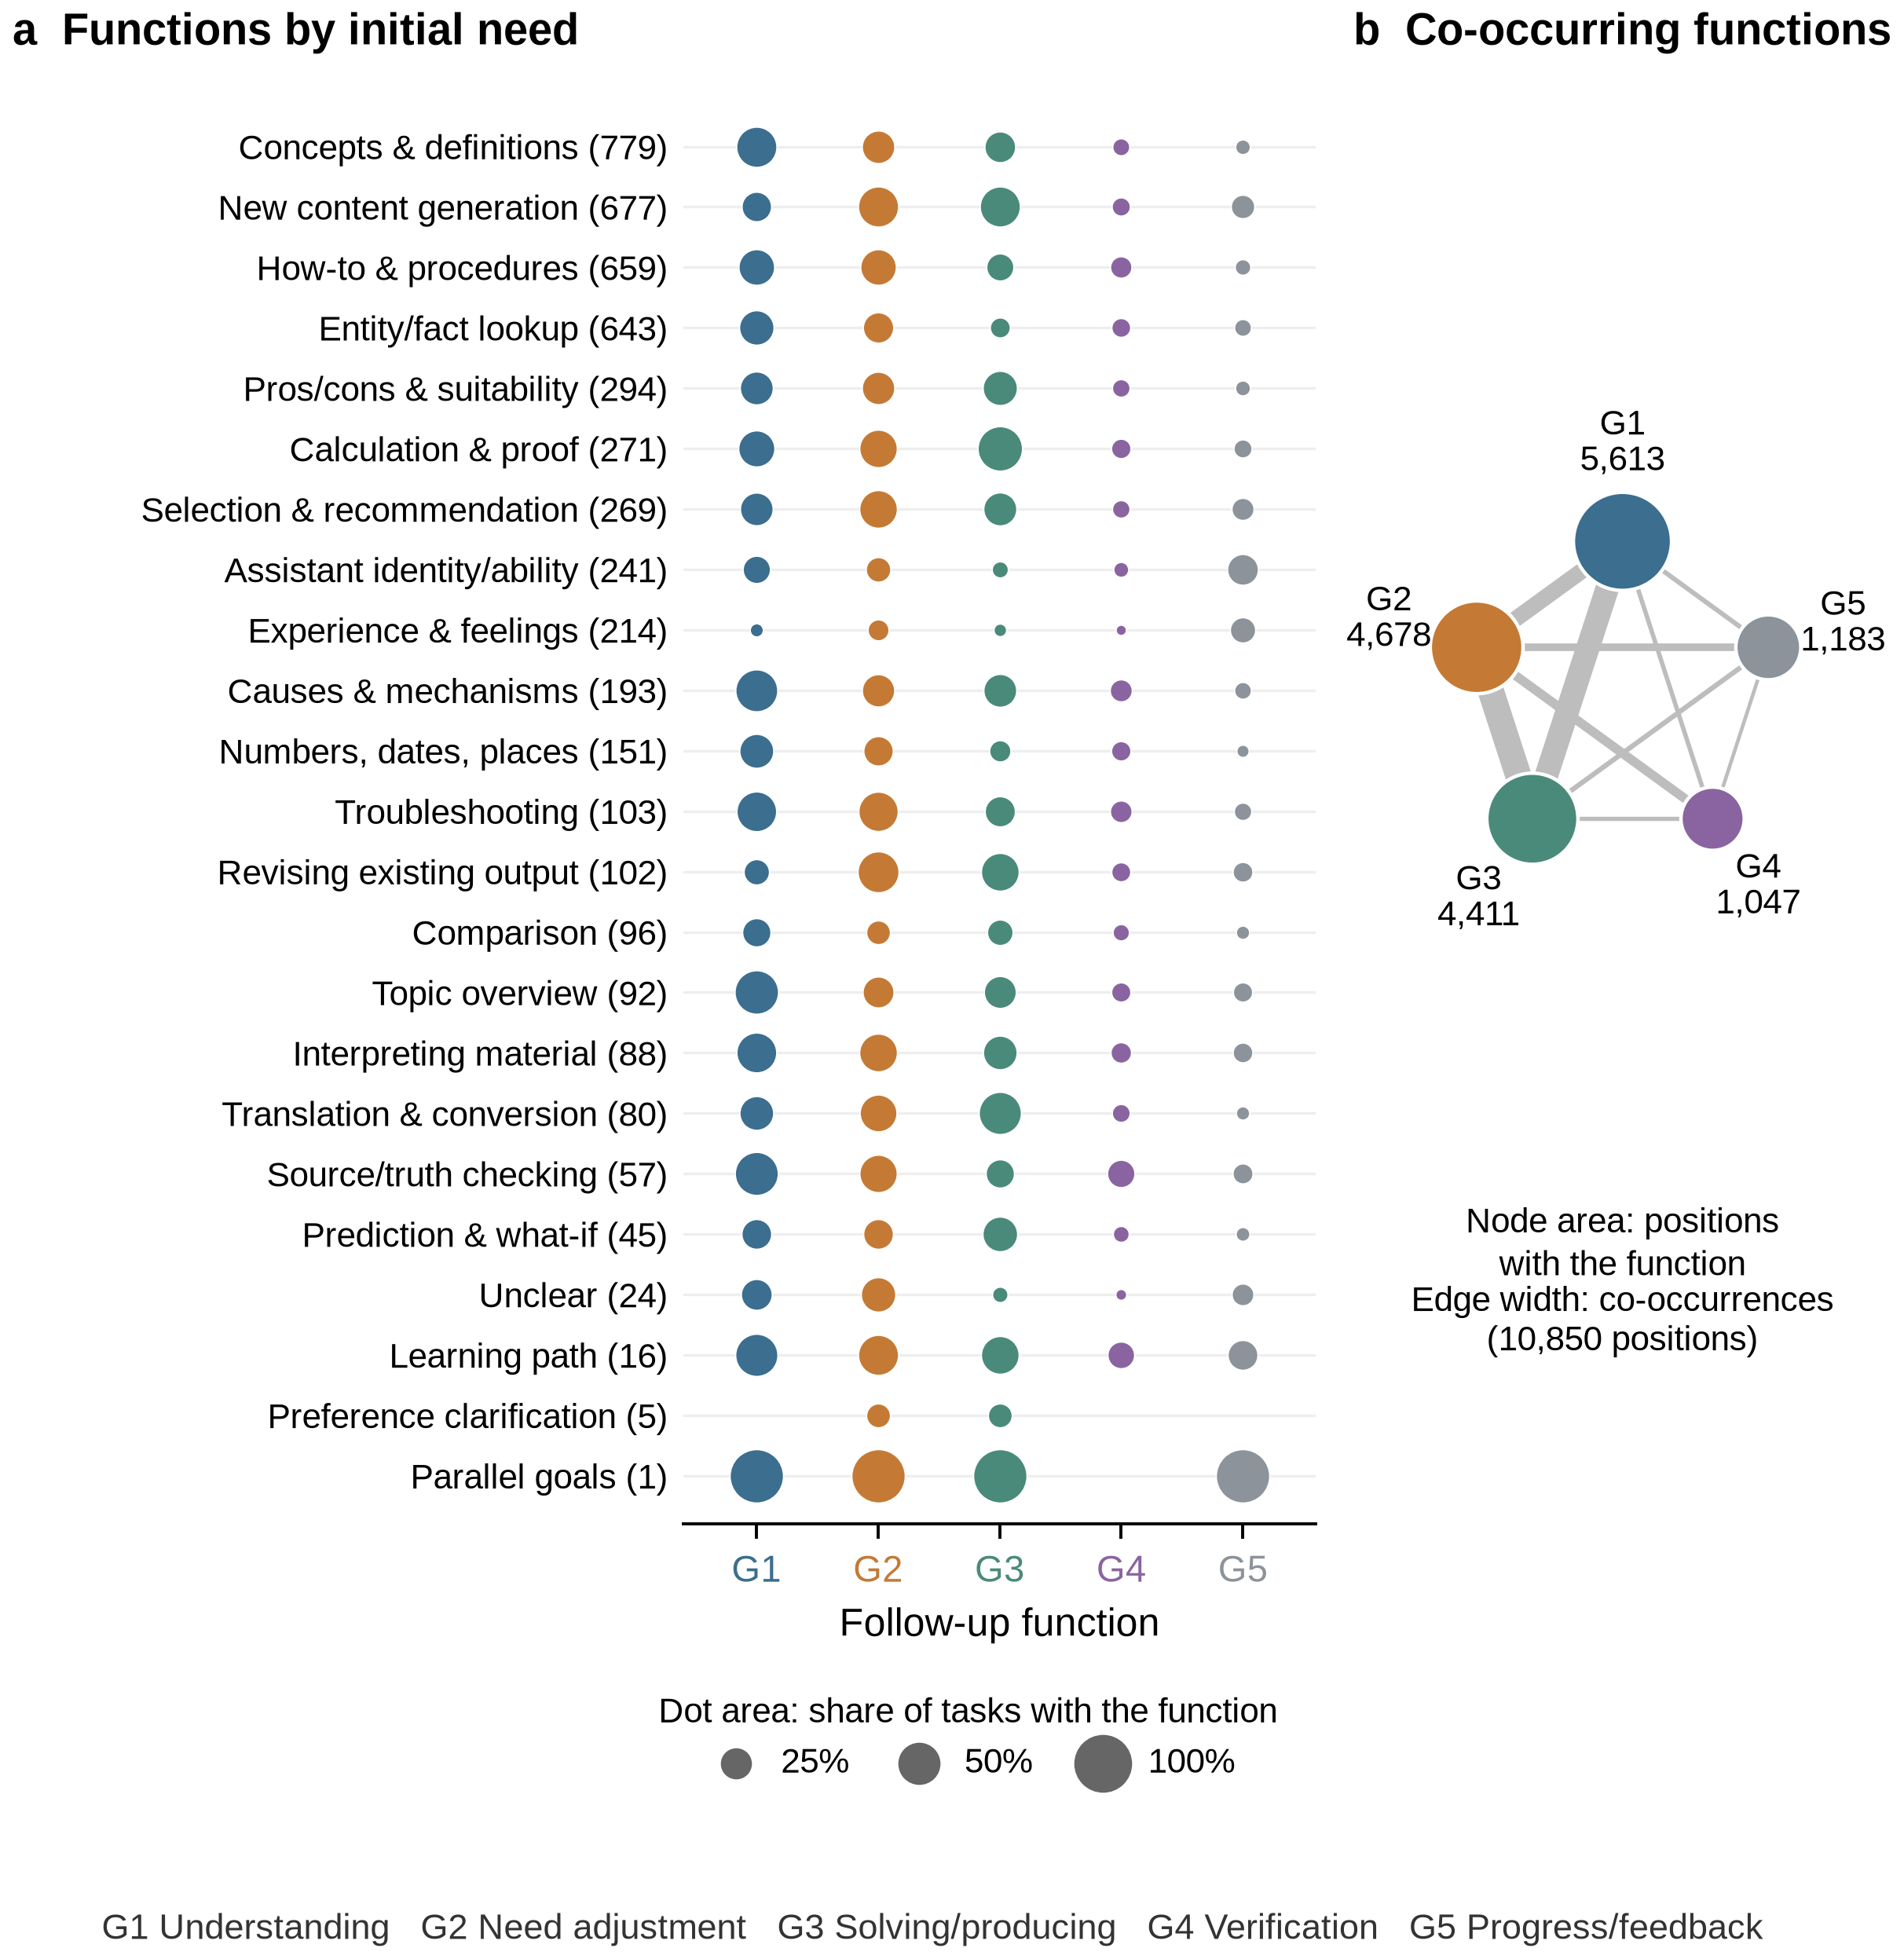 a Functions by initial need
b Co-occurring functions
Concepts & definitions (779)
New content generation (677)
How-to & procedures (659)
Entity/fact lookup (643)
Pros/cons & suitability (294)
Calculation & proof (271)
Selection & recommendation (269)
Assistant identity/ability (241)
Experience & feelings (214)
Causes & mechanisms (193)
Numbers, dates, places (151)
Troubleshooting (103)
Revising existing output (102)
Comparison (96)
Topic overview (92)
Interpreting material (88)
Translation & conversion (80)
Source/truth checking (57)
Prediction & what-if (45)
Unclear (24)
Learning path (16)
Preference clarification (5)
Parallel goals (1)
G1 G2 G3 G4 G5
Follow-up function
Dot area: share of tasks with the function
25% 50% 100%
G1
5,613
G2
4,678
G5
1,183
G3
4,411
G4
1,047
Node area: positions
with the function
Edge width: co-occurrences
(10,850 positions)
G1 Understanding G2 Need adjustment G3 Solving/producing G4 Verification G5 Progress/feedback